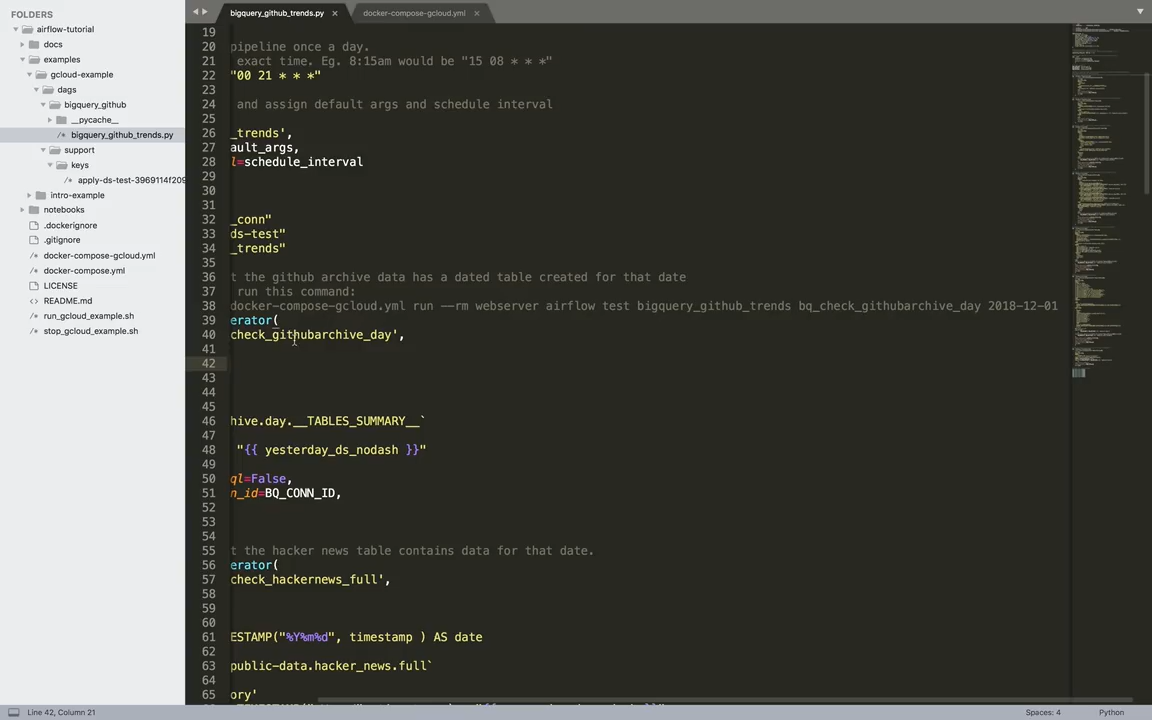 FOLDERS
airflow-tutorial
docs
examples
gcloud-example
dags
bigquery_github
__pycache__
/* bigquery_github_trends.py
support
keys
/* apply-ds-test-3969114f209
intro-example
notebooks
.dockerignore
.gitignore
/* docker-compose-gcloud.yml
/* docker-compose.yml
LICENSE
<> README.md
/* run_gcloud_example.sh
/* stop_gcloud_example.sh
bigquery_github_trends.py ×
docker-compose-gcloud.yml ×
19
20 pipeline once a day.
21 exact time. Eg. 8:15am would be "15 08 * * *"
22 "00 21 * * *"
23
24 and assign default args and schedule interval
25
26 _trends',
27 ault_args,
28 l=schedule_interval
29
30
31
32 _conn"
33 ds-test"
34 _trends"
35
36 t the github archive data has a dated table created for that date
37 run this command:
38 docker-compose-gcloud.yml run --rm webserver airflow test bigquery_github_trends bq_check_githubarchive_day 2018-12-01
39 erator(
40 check_githubarchive_day',
41
42
43
44
45
46 hive.day.__TABLES_SUMMARY__`
47
48 "{{ yesterday_ds_nodash }}"
49
50 ql=False,
51 n_id=BQ_CONN_ID,
52
53
54
55 t the hacker news table contains data for that date.
56 erator(
57 check_hackernews_full',
58
59
60
61 ESTAMP("%Y%m%d", timestamp ) AS date
62
63 public-data.hacker_news.full`
64
65 ory'
Line 42, Column 21
Spaces: 4
Python